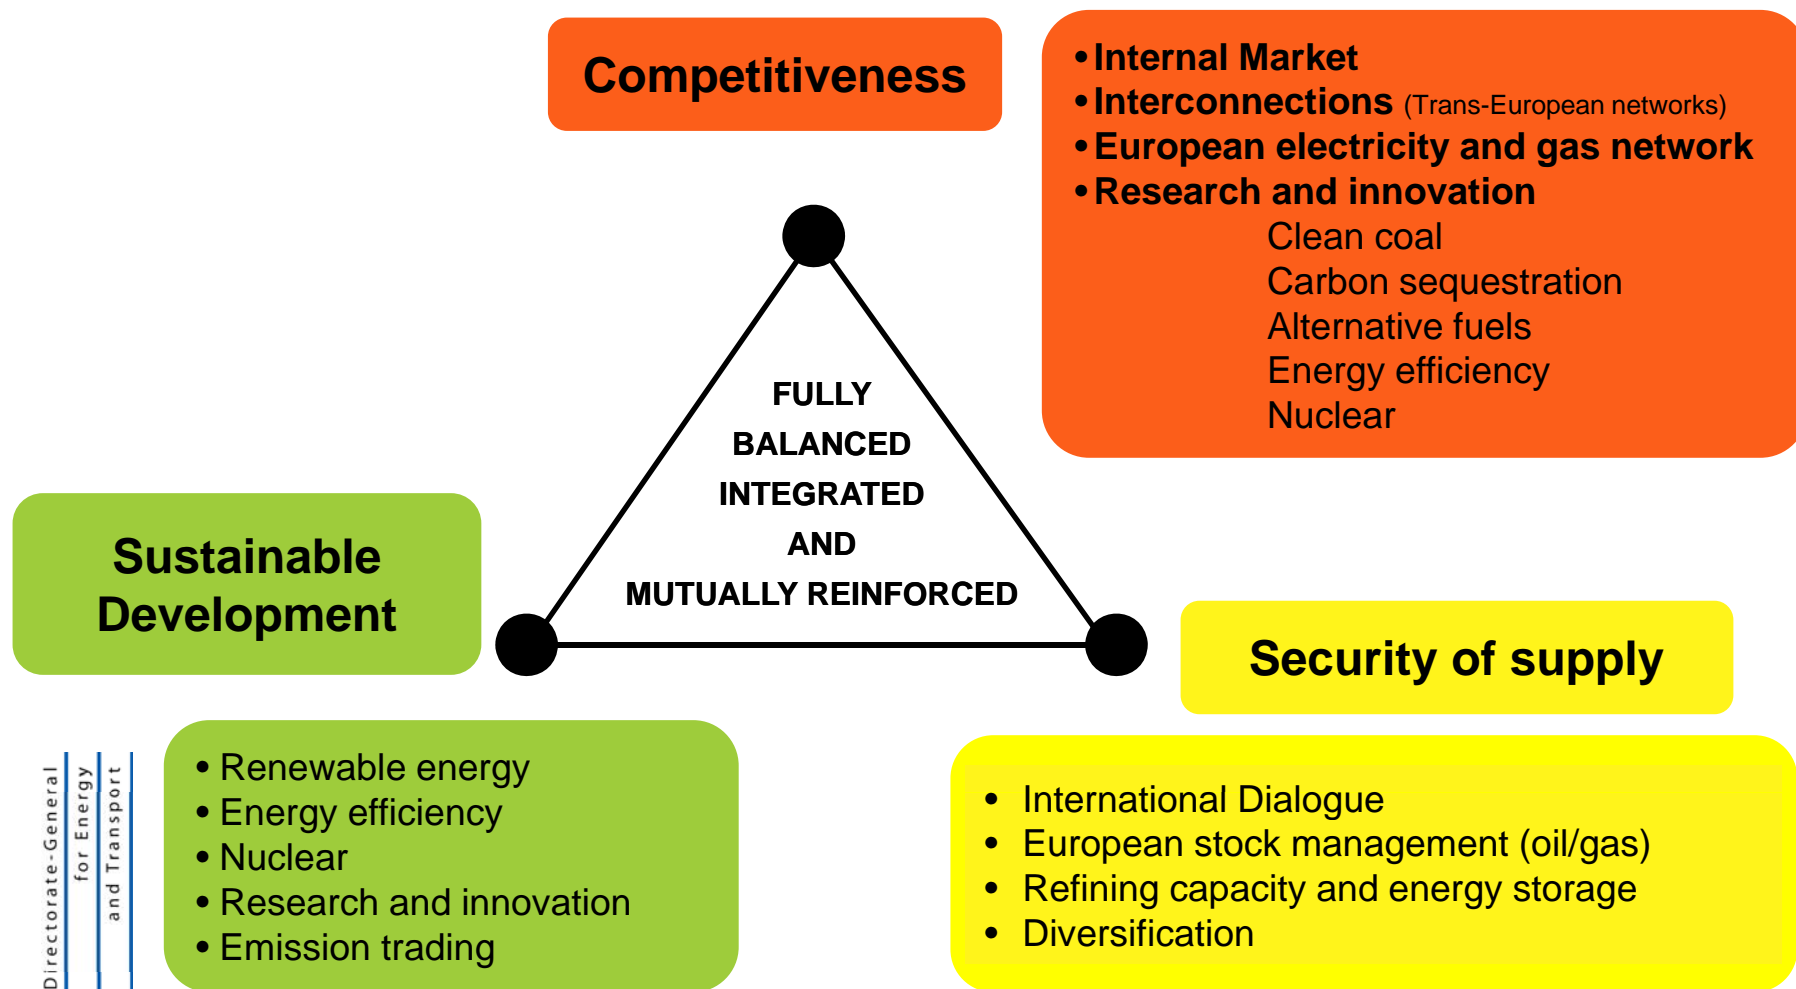 Competitiveness
• Internal Market
• Interconnections (Trans-European networks)
• European electricity and gas network
• Research and innovation
Clean coal
Carbon sequestration
Alternative fuels
Energy efficiency
Nuclear
FULLY
BALANCED
INTEGRATED
AND
MUTUALLY REINFORCED
Sustainable
Development
Security of supply
• Renewable energy
• Energy efficiency
• Nuclear
• Research and innovation
• Emission trading
• International Dialogue
• European stock management (oil/gas)
• Refining capacity and energy storage
• Diversification
Directorate-General
for Energy
and Transport